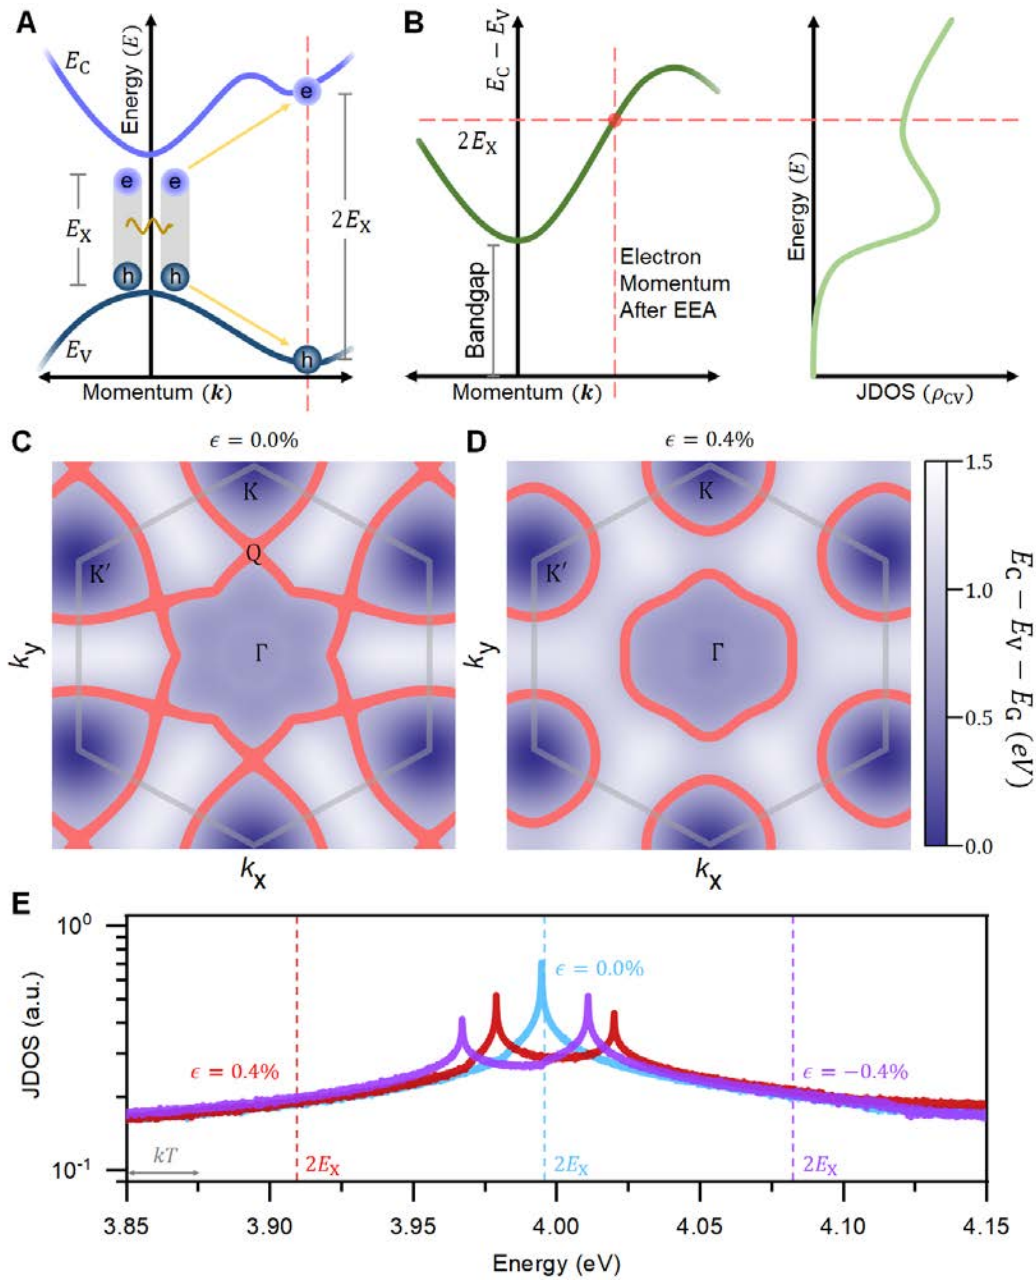 A
Energy (E)
E_C
e
e
e
2E_X
E_X
h
h
h
E_V
Momentum (k)
B
E_C − E_V
2E_X
Bandgap
Electron
Momentum
After EEA
Momentum (k)
Energy (E)
JDOS (ρ_CV)
C
ϵ = 0.0%
K
Q
K′
Γ
k_y
k_x
D
ϵ = 0.4%
K
K′
Γ
k_y
k_x
1.5
1.0
0.5
0.0
E_C − E_V − E_G (eV)
E
10⁰
10⁻¹
JDOS (a.u.)
ϵ = 0.0%
ϵ = 0.4%
ϵ = −0.4%
kT
2E_X
2E_X
2E_X
3.85
3.90
3.95
4.00
4.05
4.10
4.15
Energy (eV)